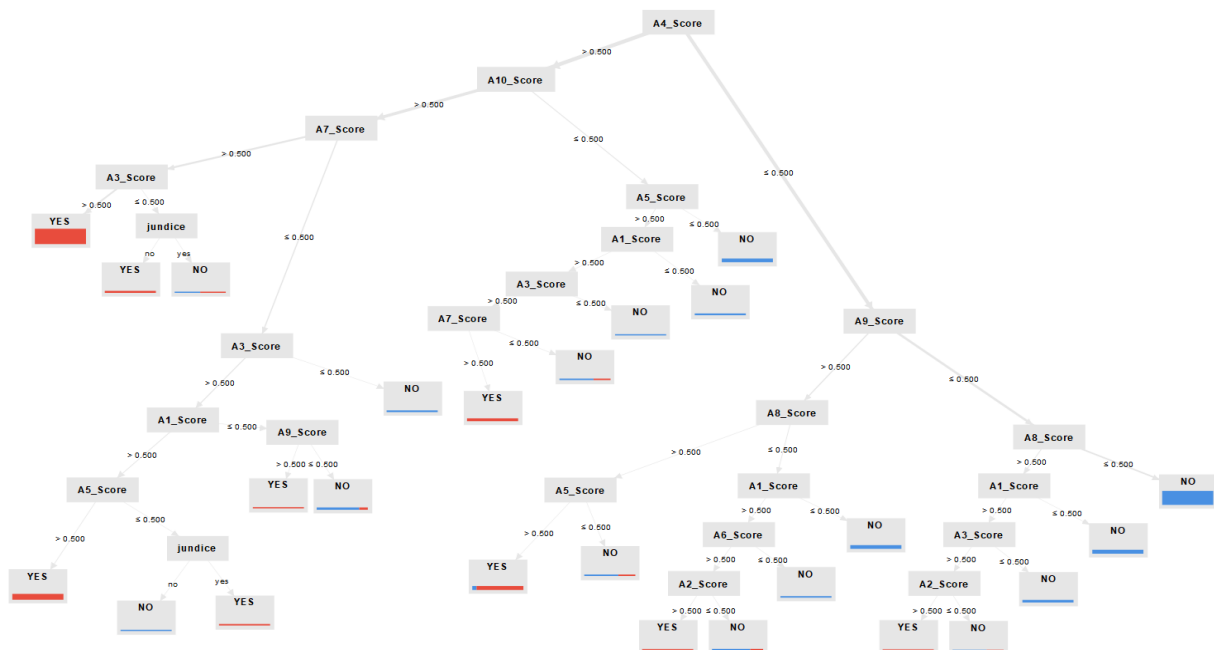 A4_Score
> 0.500
A10_Score
> 0.500
A7_Score
≤ 0.500
> 0.500
A3_Score
≤ 0.500
A5_Score
> 0.500 ≤ 0.500
YES
jundice
> 0.500 ≤ 0.500
A1_Score
NO
≤ 0.500
no yes
YES NO
> 0.500 ≤ 0.500
A3_Score
NO
> 0.500 ≤ 0.500
NO
A7_Score
A9_Score
A3_Score
≤ 0.500
NO
> 0.500
≤ 0.500
> 0.500
> 0.500 ≤ 0.500
NO
YES
A8_Score
A1_Score
≤ 0.500
A9_Score
A8_Score
> 0.500
> 0.500 ≤ 0.500
> 0.500 ≤ 0.500
> 0.500 ≤ 0.500
A5_Score
YES NO
A5_Score
A1_Score
A1_Score
NO
> 0.500 ≤ 0.500
> 0.500 ≤ 0.500
> 0.500 ≤ 0.500
NO
NO
> 0.500 ≤ 0.500
jundice
A6_Score
A3_Score
YES
NO
> 0.500 ≤ 0.500
> 0.500 ≤ 0.500
YES
no yes
A2_Score
NO
A2_Score
NO
NO
YES
> 0.500 ≤ 0.500
> 0.500 ≤ 0.500
YES NO
YES NO